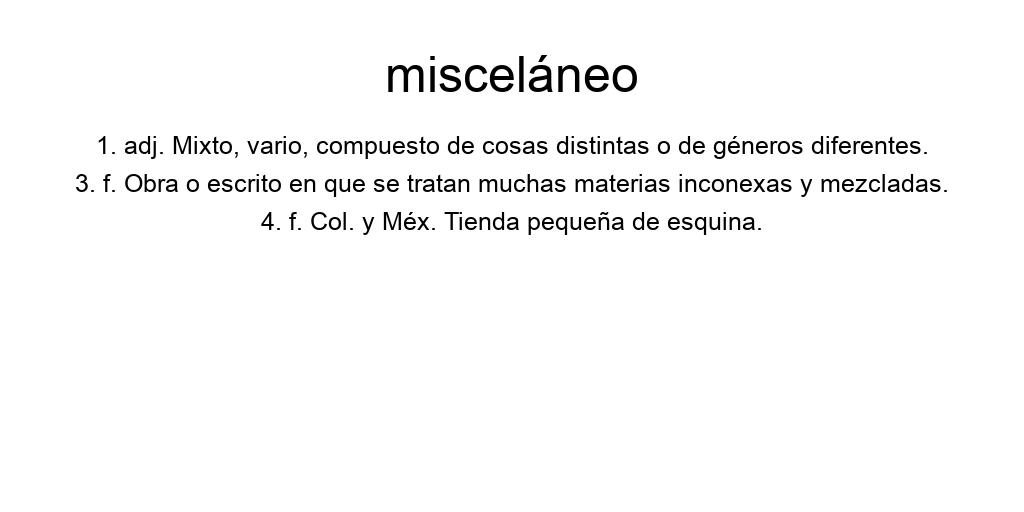 misceláneo
1. adj. Mixto, vario, compuesto de cosas distintas o de géneros diferentes.
3. f. Obra o escrito en que se tratan muchas materias inconexas y mezcladas.
4. f. Col. y Méx. Tienda pequeña de esquina.